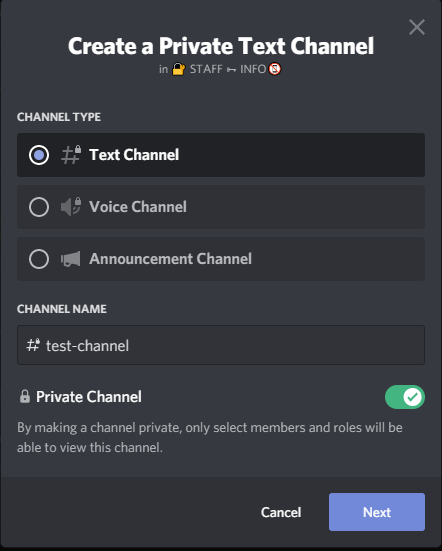 Create a Private Text Channel
in 🔐 STAFF ⊶ INFO
CHANNEL TYPE
Text Channel
Voice Channel
Announcement Channel
CHANNEL NAME
test-channel
Private Channel
By making a channel private, only select members and roles will be
able to view this channel.
Cancel Next